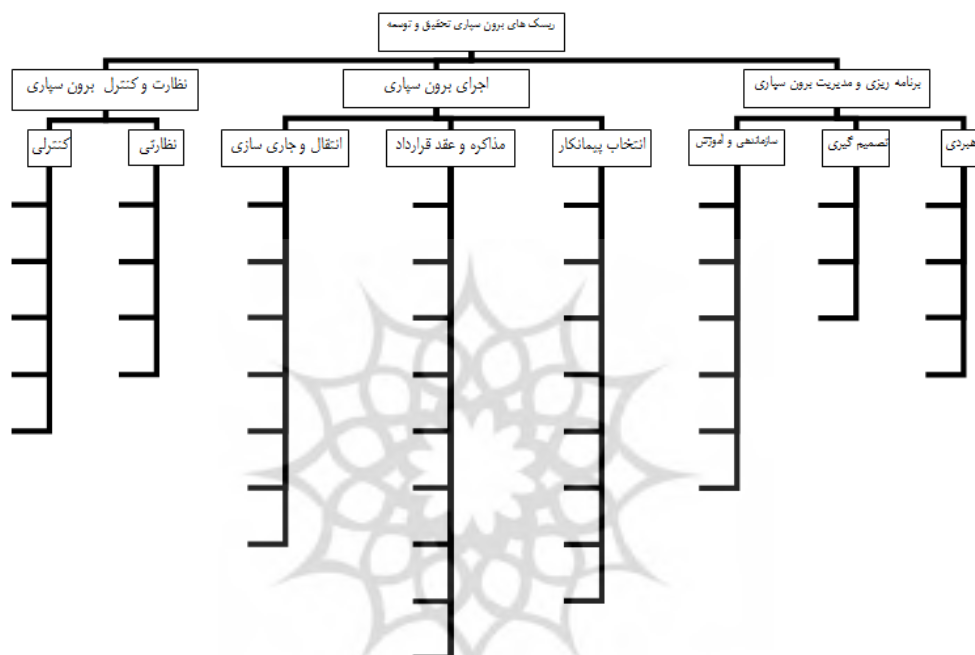 ریسک های برون سپاری تحقیق و توسعه
برنامه ریزی و مدیریت برون سپاری
اجرای برون سپاری
نظارت و کنترل برون سپاری
هبردی
تصمیم گیری
سازماندهی و آموزش
انتخاب پیمانکار
مذاکره و عقد قرارداد
انتقال و جاری سازی
نظارتی
کنترلی